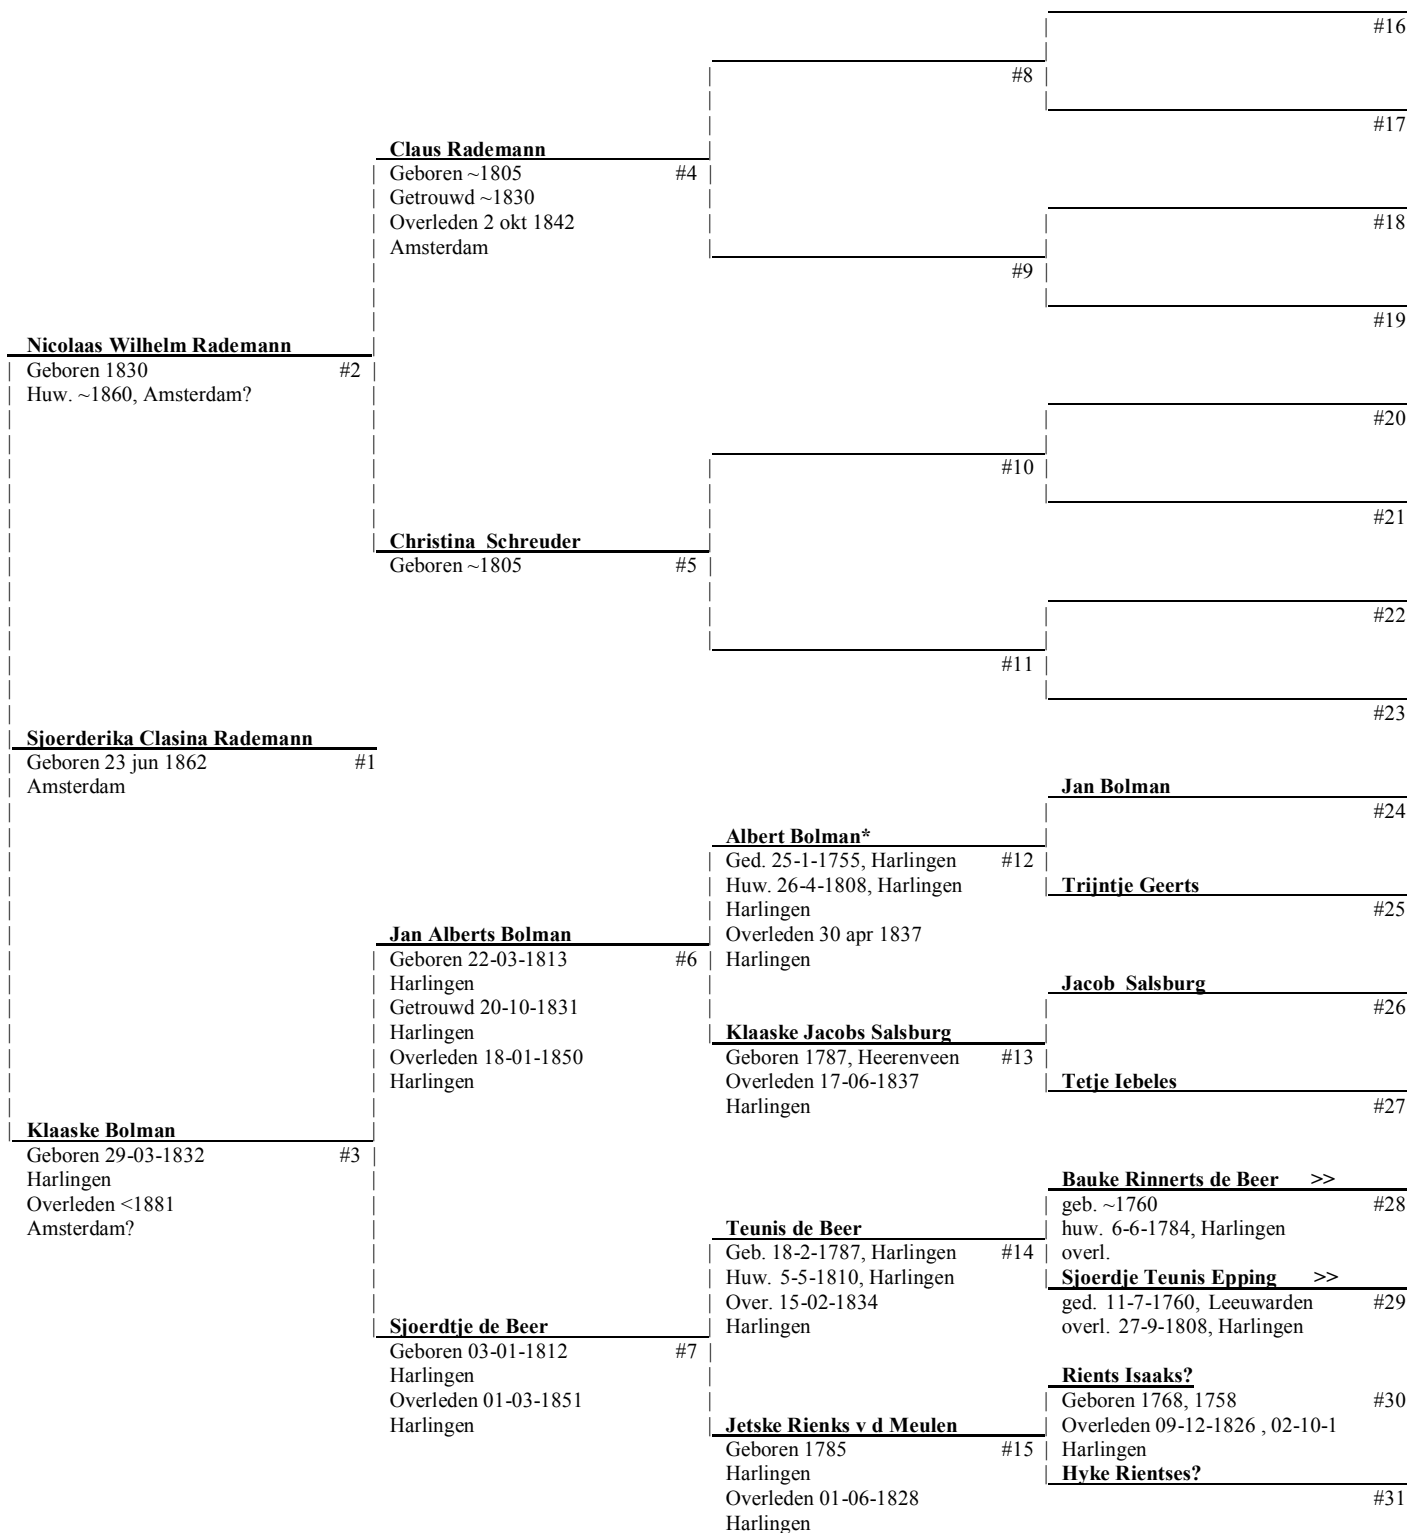 #16
#8
#17
Claus Rademann
Geboren ~1805 #4
Getrouwd ~1830
Overleden 2 okt 1842
Amsterdam
#18
#9
#19
Nicolaas Wilhelm Rademann
Geboren 1830 #2
Huw. ~1860, Amsterdam?
#20
#10
#21
Christina Schreuder
Geboren ~1805 #5
#22
#11
#23
Sjoerderika Clasina Rademann
Geboren 23 jun 1862 #1
Amsterdam
Jan Bolman
#24
Albert Bolman*
Ged. 25-1-1755, Harlingen #12
Huw. 26-4-1808, Harlingen
Harlingen
Overleden 30 apr 1837
Harlingen
Trijntje Geerts
#25
Jan Alberts Bolman
Geboren 22-03-1813 #6
Harlingen
Getrouwd 20-10-1831
Harlingen
Overleden 18-01-1850
Harlingen
Jacob Salsburg
#26
Klaaske Jacobs Salsburg
Geboren 1787, Heerenveen #13
Overleden 17-06-1837
Harlingen
Tetje Iebeles
#27
Klaaske Bolman
Geboren 29-03-1832 #3
Harlingen
Overleden <1881
Amsterdam?
Bauke Rinnerts de Beer >>
geb. ~1760 #28
huw. 6-6-1784, Harlingen
overl.
Teunis de Beer
Geb. 18-2-1787, Harlingen #14
Huw. 5-5-1810, Harlingen
Over. 15-02-1834
Harlingen
Sjoerdje Teunis Epping >>
ged. 11-7-1760, Leeuwarden #29
overl. 27-9-1808, Harlingen
Sjoerdtje de Beer
Geboren 03-01-1812 #7
Harlingen
Overleden 01-03-1851
Harlingen
Rients Isaaks?
Geboren 1768, 1758 #30
Overleden 09-12-1826 , 02-10-1
Harlingen
Jetske Rienks v d Meulen
Geboren 1785 #15
Harlingen
Overleden 01-06-1828
Harlingen
Hyke Rientses?
#31